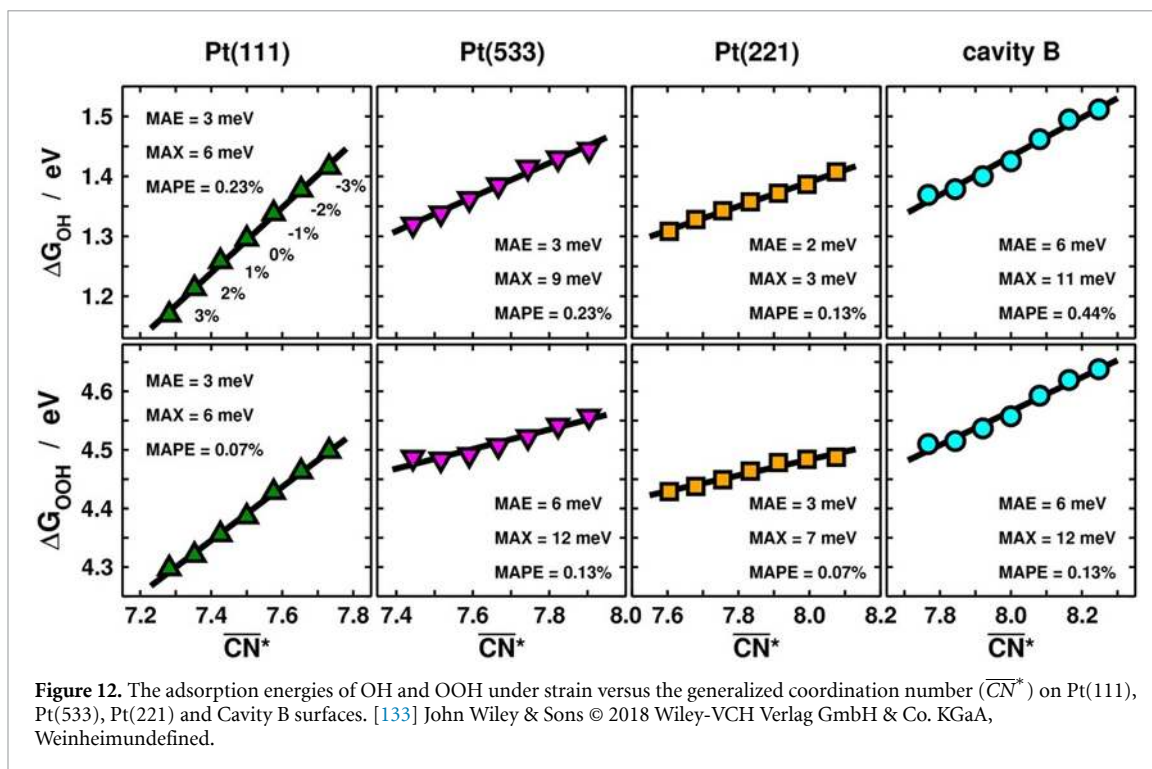 Pt(111) Pt(533) Pt(221) cavity B
1.5
1.4
1.3
1.2
ΔG_OH / eV
MAE = 3 meV
MAX = 6 meV
MAPE = 0.23%
-3%
-2%
-1%
0%
1%
2%
3%
MAE = 3 meV
MAX = 9 meV
MAPE = 0.23%
MAE = 2 meV
MAX = 3 meV
MAPE = 0.13%
MAE = 6 meV
MAX = 11 meV
MAPE = 0.44%
4.6
4.5
4.4
4.3
ΔG_OOH / eV
MAE = 3 meV
MAX = 6 meV
MAPE = 0.07%
MAE = 6 meV
MAX = 12 meV
MAPE = 0.13%
MAE = 3 meV
MAX = 7 meV
MAPE = 0.07%
MAE = 6 meV
MAX = 12 meV
MAPE = 0.13%
7.2 7.4 7.6 7.8 7.4 7.6 7.8 8.0 7.6 7.8 8.0 8.2 7.8 8.0 8.2
CN* CN* CN* CN*
Figure 12. The adsorption energies of OH and OOH under strain versus the generalized coordination number (CN*) on Pt(111),
Pt(533), Pt(221) and Cavity B surfaces. [133] John Wiley & Sons © 2018 Wiley-VCH Verlag GmbH & Co. KGaA,
Weinheimundefined.